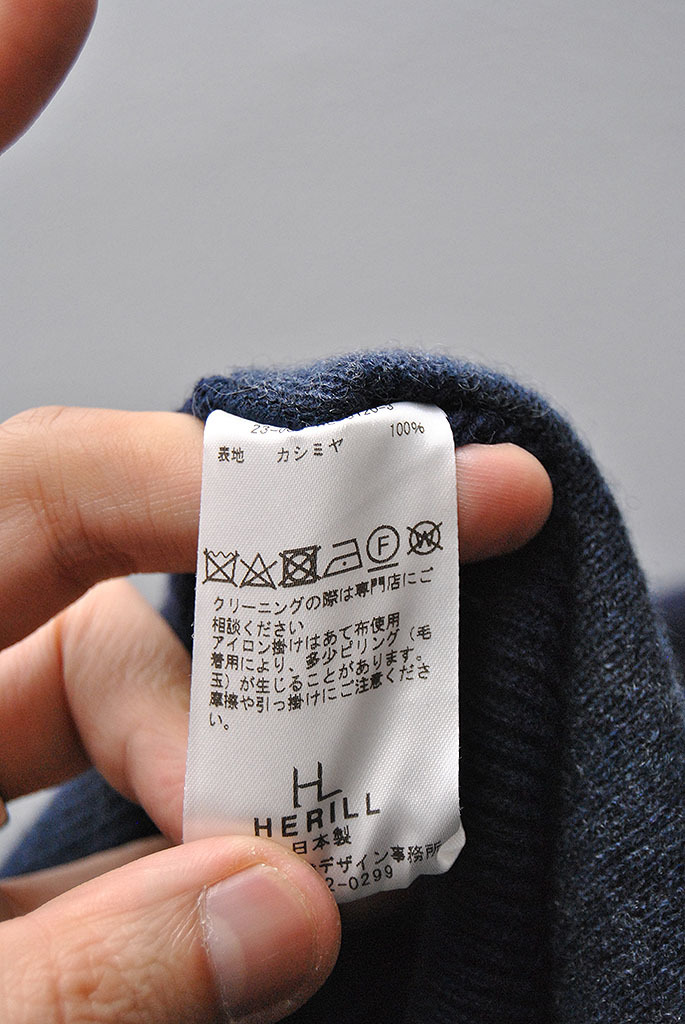 表地 カシミヤ 100%
F
W
クリーニングの際は専門店にご
相談ください
アイロン掛けはあて布使用
着用により、多少ピリング（毛
玉）が生じることがあります。
摩擦や引っ掛けにご注意くださ
い。
HERILL
日本製
デザイン事務所
2-0299